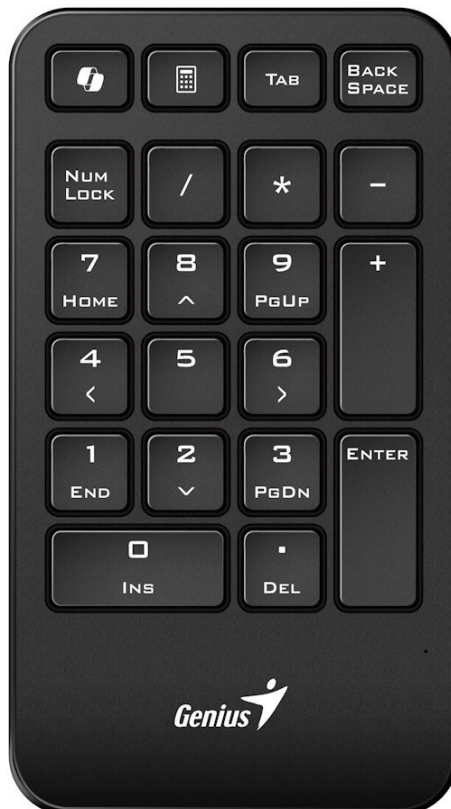 TAB
BACK
SPACE
NUM
LOCK
/
*
-
7
HOME
8
^
9
PGUP
+
4
<
5
6
>
1
END
2
3
PGDN
ENTER
0
INS
.
DEL
Genius